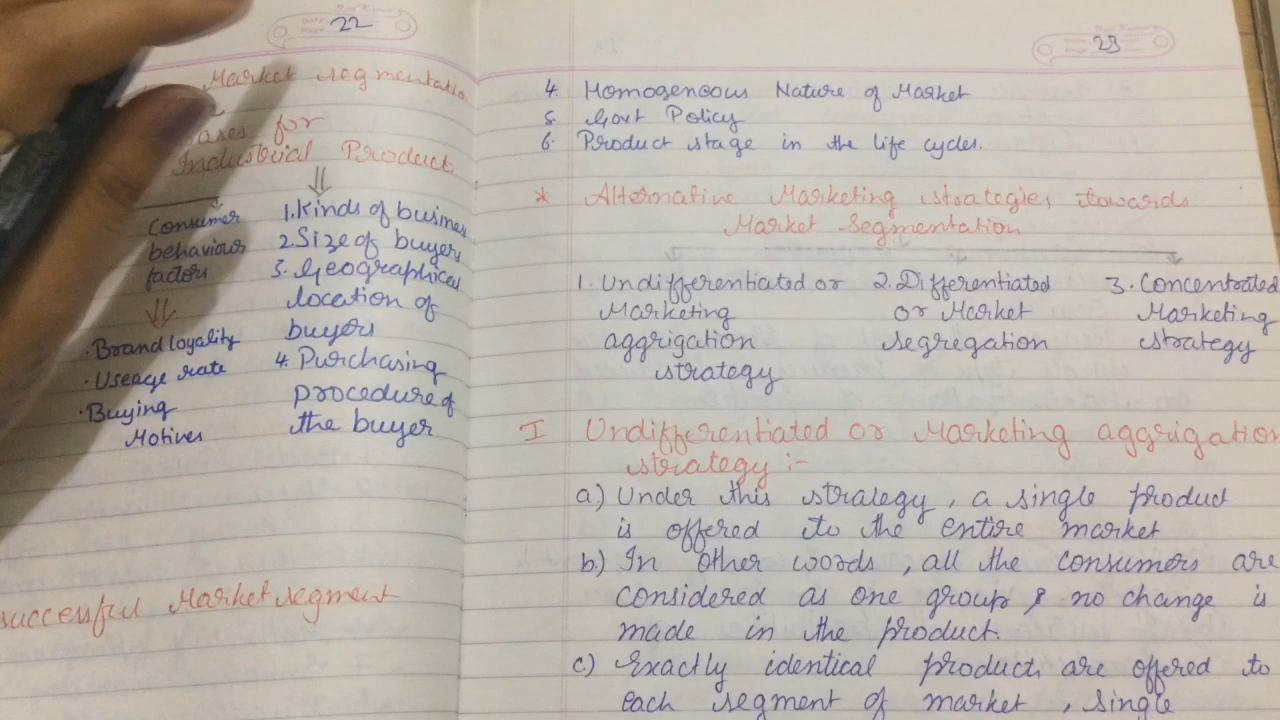 22
Market segmentatio
ases for
Industrial Product
Consumer
behaviour
factors
· Brand loyality
· Useage rate
· Buying
Motives
1. Kinds of busines
2 Size of buyers
3. Geographical
location of
buyers
4. Purchasing
procedure of
the buyer
successful Market segment
23
4. Homogeneous Nature of Market
5. Govt Policy
6. Product stage in the life cycles.
* Alternative Marketing strategies towards
Market Segmentation
1. Undifferentiated or
Marketing
aggrigation
strategy
2. Differentiated
or Market
segregation
3. Concentrated
Marketing
strategy
I Undifferentiated or Marketing aggrigation
strategy :-
a) Under this strategy, a single product
is offered to the entire market
b.) In other words, all the consumers are
considered as one group & no change is
made in the product.
c) Exactly identical products are offered to
each segment of market, single